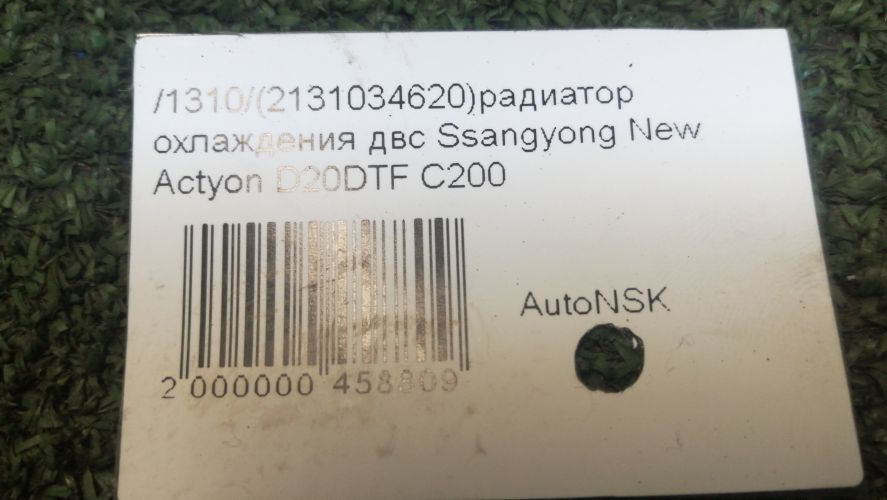 /1310/(2131034620)радиатор
охлаждения двс Ssangyong New
Actyon D20DTF C200
AutoNSK
2 000000 458809